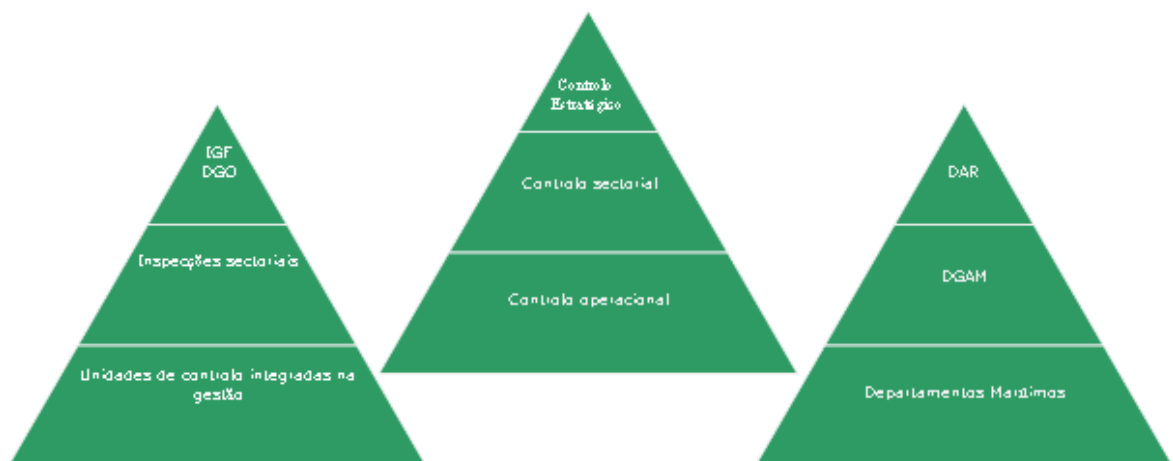 IGF
DGO
Inspecções sectoriais
Unidades de controlo integradas na
gestão
Controlo
Estratégico
Controlo sectorial
Controlo operacional
DAR
DGAM
Departamentos Marítimos